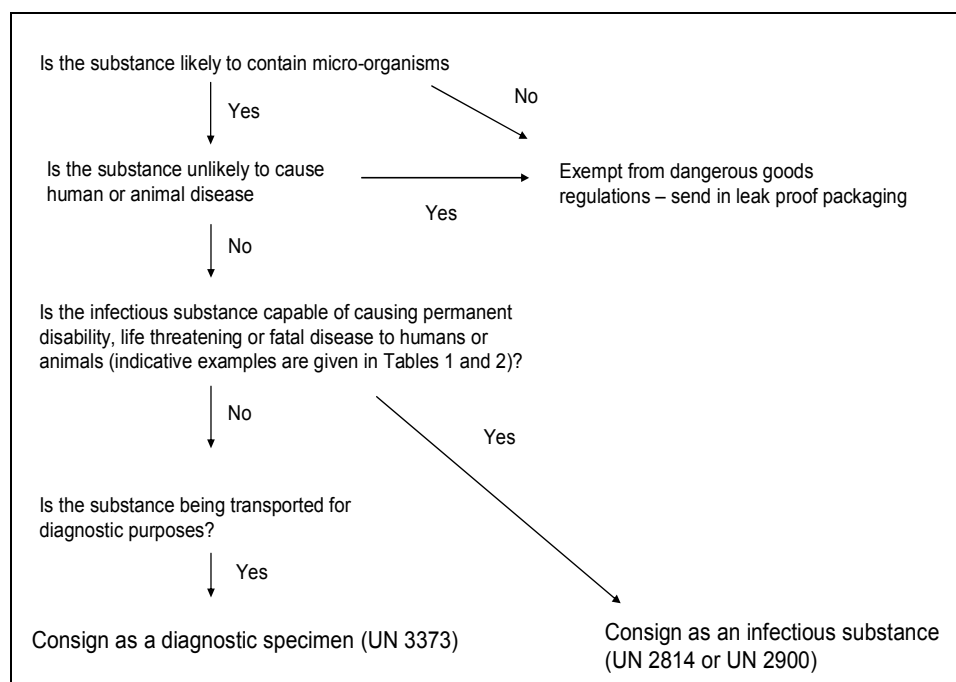 Is the substance likely to contain micro-organisms
No
Yes
Is the substance unlikely to cause
human or animal disease
Exempt from dangerous goods
regulations – send in leak proof packaging
Yes
No
Is the infectious substance capable of causing permanent
disability, life threatening or fatal disease to humans or
animals (indicative examples are given in Tables 1 and 2)?
No
Yes
Is the substance being transported for
diagnostic purposes?
Yes
Consign as a diagnostic specimen (UN 3373)
Consign as an infectious substance
(UN 2814 or UN 2900)